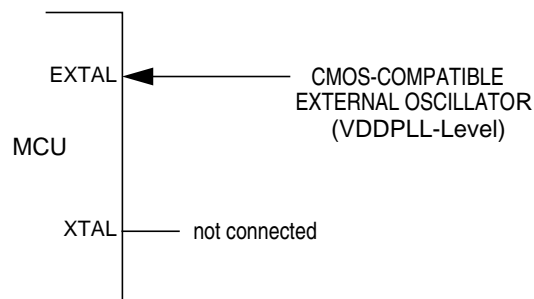 EXTAL
CMOS-COMPATIBLE
EXTERNAL OSCILLATOR
(VDDPLL-Level)
MCU
XTAL
not connected